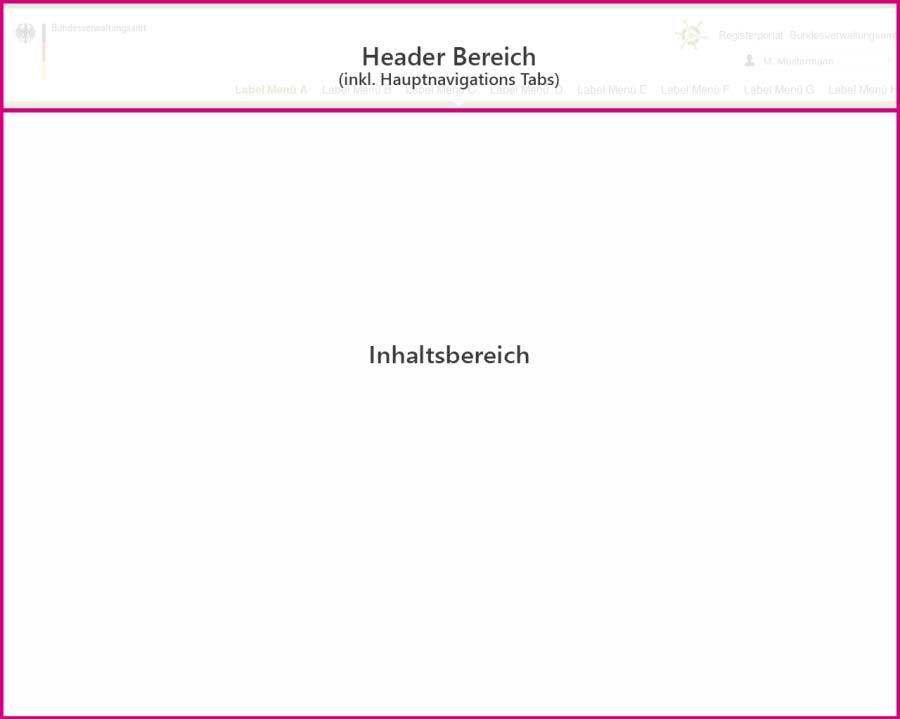 Bundesverwaltungsamt
Registerportal Bundesverwaltungsamt
Header Bereich
M. Mustermann
(inkl. Hauptnavigations Tabs)
Label Menü A Label Menü B Label Menü C Label Menü D Label Menü E Label Menü F Label Menü G Label Menü H
Inhaltsbereich